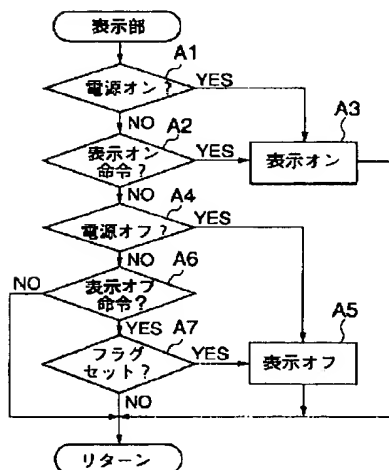 表示部
A1
電源オン?
YES
NO
A2
A3
表示オン
命令?
YES
表示オン
NO
A4
電源オフ?
YES
NO
A6
NO
表示オフ
命令?
YES
A7
A5
フラグ
セット?
YES
表示オフ
NO
リターン